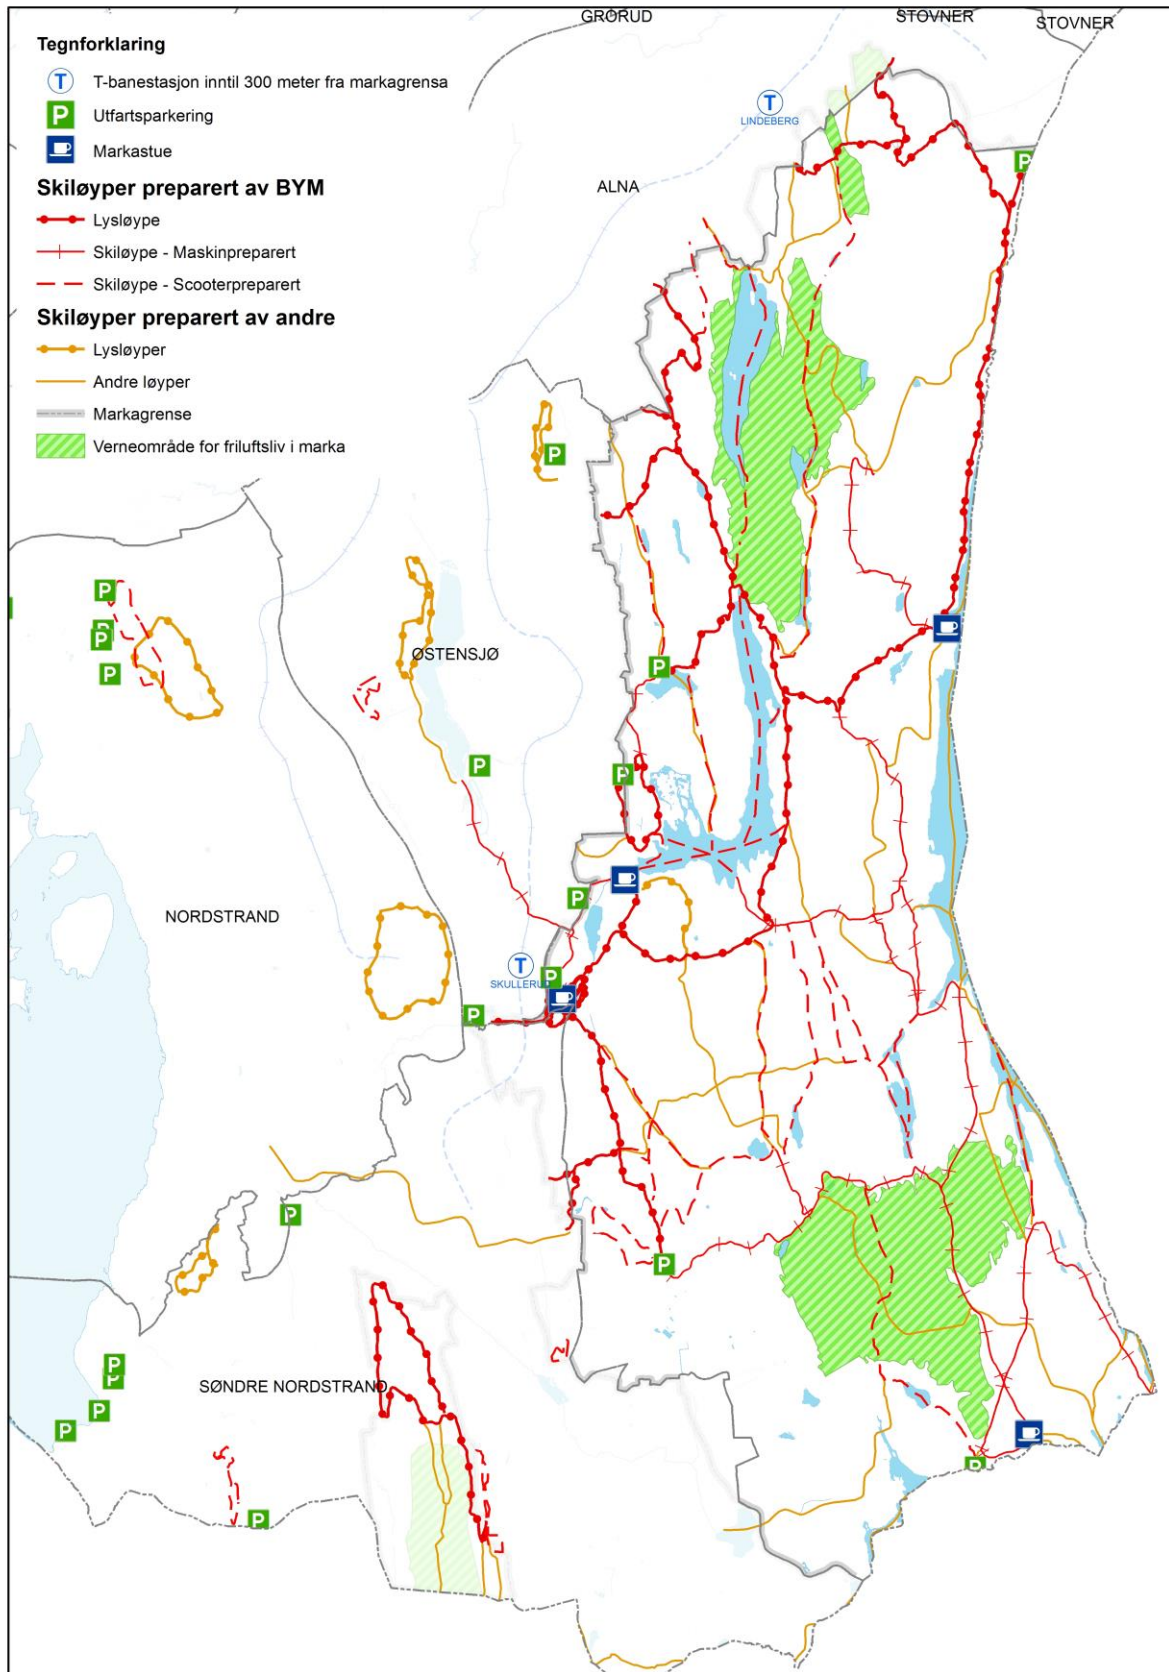 GRORUD
STOVNER
STOVNER
Tegnforklaring
T
T-banestasjon inntil 300 meter fra markagrensa
P
Utfartsparkering
Markastue
Skiløyper preparert av BYM
Lysløype
Skiløype - Maskinpreparert
Skiløype - Scooterpreparert
Skiløyper preparert av andre
Lysløyper
Andre løyper
Markagrense
Verneområde for friluftsliv i marka
T
LINDEBERG
P
ALNA
P
P
P
P
ØSTENSJØ
P
P
P
P
NORDSTRAND
T
SKULLERUD
P
P
P
P
SØNDRE NORDSTRAND
P
P
P
P
P
P